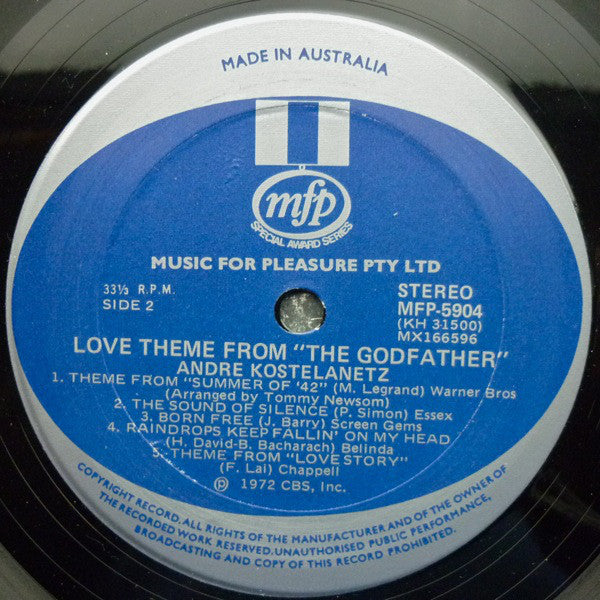 MADE IN AUSTRALIA
mfp
SPECIAL AWARD SERIES
MUSIC FOR PLEASURE PTY LTD
33⅓ R.P.M.
SIDE 2
STEREO
MFP-5904
(KH 31500)
MX166596
LOVE THEME FROM "THE GODFATHER"
ANDRE KOSTELANETZ
1. THEME FROM "SUMMER OF '42" (M. Legrand) Warner Bros
(Arranged by Tommy Newsom)
2. THE SOUND OF SILENCE (P. Simon) Essex
3. BORN FREE (J. Barry) Screen Gems
4. RAINDROPS KEEP FALLIN' ON MY HEAD
(H. David-B. Bacharach) Belinda
5. THEME FROM "LOVE STORY"
(F. Lai) Chappell
℗ 1972 CBS, Inc.
COPYRIGHT RECORD. ALL RIGHTS OF THE MANUFACTURER AND OF THE OWNER OF
THE RECORDED WORK RESERVED. UNAUTHORISED PUBLIC PERFORMANCE,
BROADCASTING AND COPY OF THIS RECORD PROHIBITED.